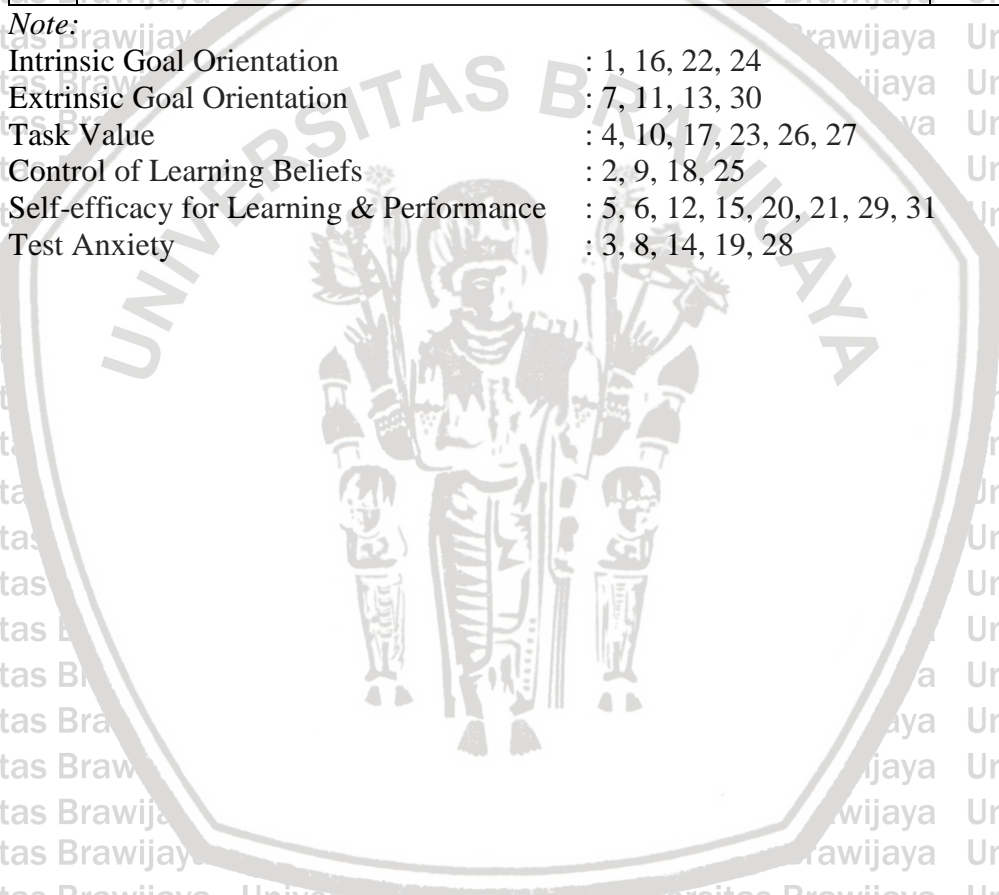 Note:
Intrinsic Goal Orientation : 1, 16, 22, 24
Extrinsic Goal Orientation : 7, 11, 13, 30
Task Value : 4, 10, 17, 23, 26, 27
Control of Learning Beliefs : 2, 9, 18, 25
Self-efficacy for Learning & Performance : 5, 6, 12, 15, 20, 21, 29, 31
Test Anxiety : 3, 8, 14, 19, 28
UNIVERSITAS BRAWIJAYA